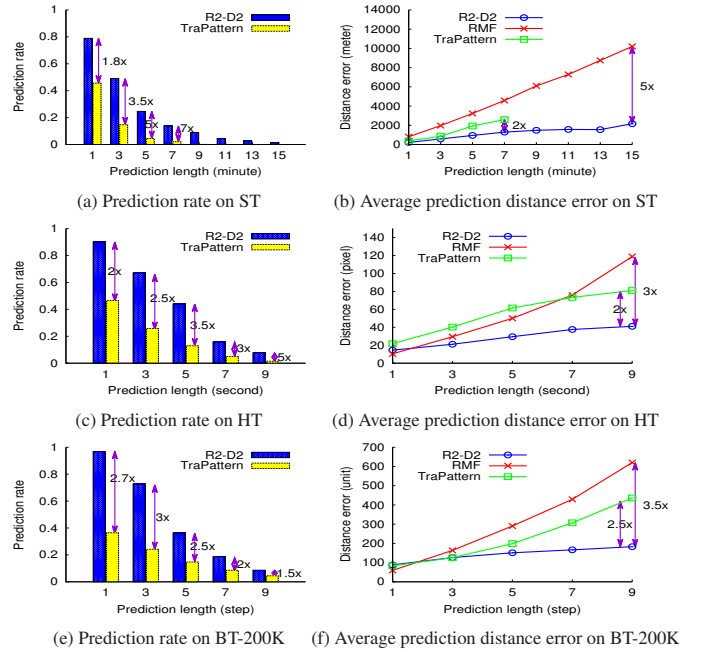 R2-D2
TraPattern
Prediction rate
1
0.8
0.6
0.4
0.2
0
1.8x
3.5x
5x
7x
1 3 5 7 9 11 13 15
Prediction length (minute)
(a) Prediction rate on ST
R2-D2
RMF
TraPattern
Distance error (meter)
14000
12000
10000
8000
6000
4000
2000
0
2x
5x
1 3 5 7 9 11 13 15
Prediction length (minute)
(b) Average prediction distance error on ST
R2-D2
TraPattern
Prediction rate
1
0.8
0.6
0.4
0.2
0
2x
2.5x
3.5x
3x
5x
1 3 5 7 9
Prediction length (second)
(c) Prediction rate on HT
R2-D2
RMF
TraPattern
Distance error (pixel)
140
120
100
80
60
40
20
0
2x
3x
1 3 5 7 9
Prediction length (second)
(d) Average prediction distance error on HT
R2-D2
TraPattern
Prediction rate
1
0.8
0.6
0.4
0.2
0
2.7x
3x
2.5x
2x
1.5x
1 3 5 7 9
Prediction length (step)
(e) Prediction rate on BT-200K
R2-D2
RMF
TraPattern
Distance error (unit)
700
600
500
400
300
200
100
0
2.5x
3.5x
1 3 5 7 9
Prediction length (step)
(f) Average prediction distance error on BT-200K